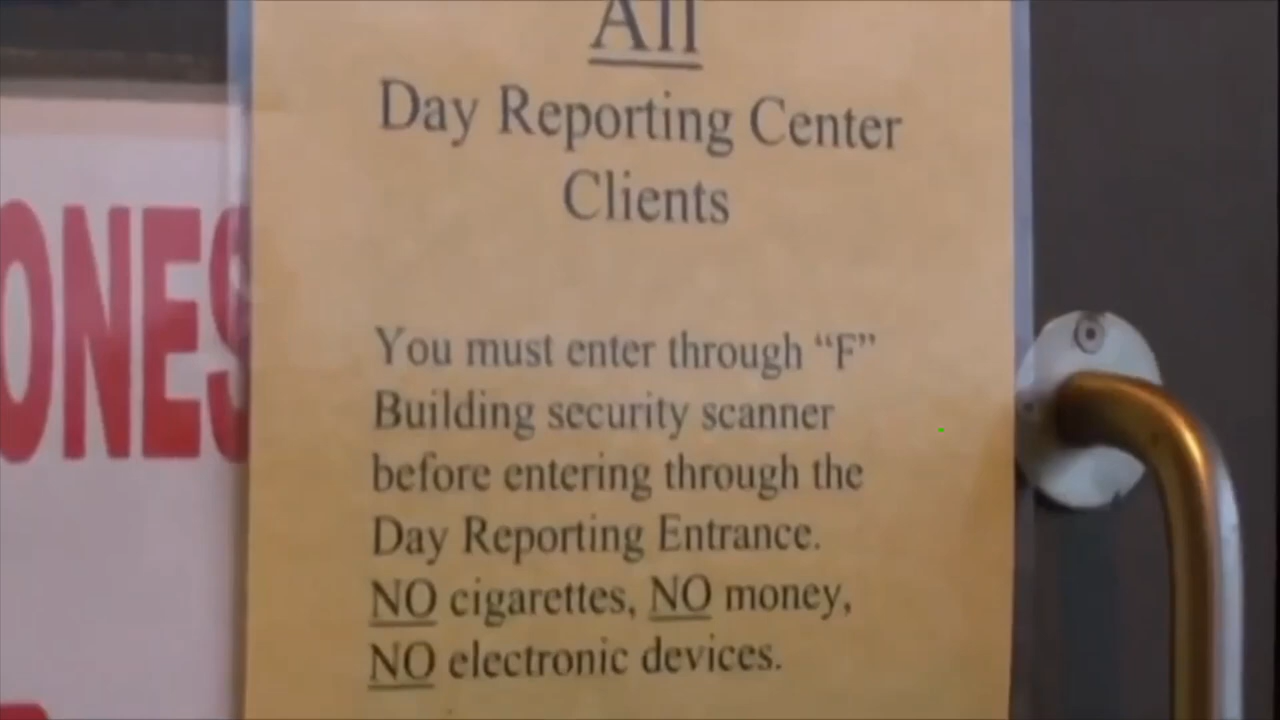 All
Day Reporting Center
Clients
You must enter through “F”
Building security scanner
before entering through the
Day Reporting Entrance.
NO cigarettes, NO money,
NO electronic devices.
ONES